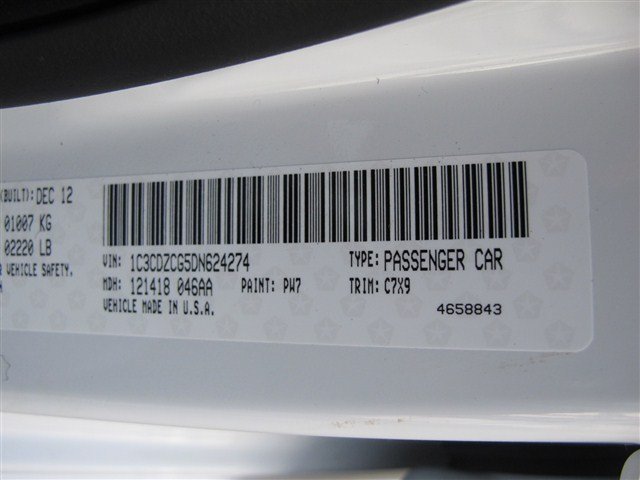 (BUILT): DEC 12
01007 KG
02220 LB
VEHICLE SAFETY,
VIN: 1C3CDZCG5DN624274 TYPE: PASSENGER CAR
MDH: 121418 046AA PAINT: PW7 TRIM: C7X9
VEHICLE MADE IN U.S.A. 4658843